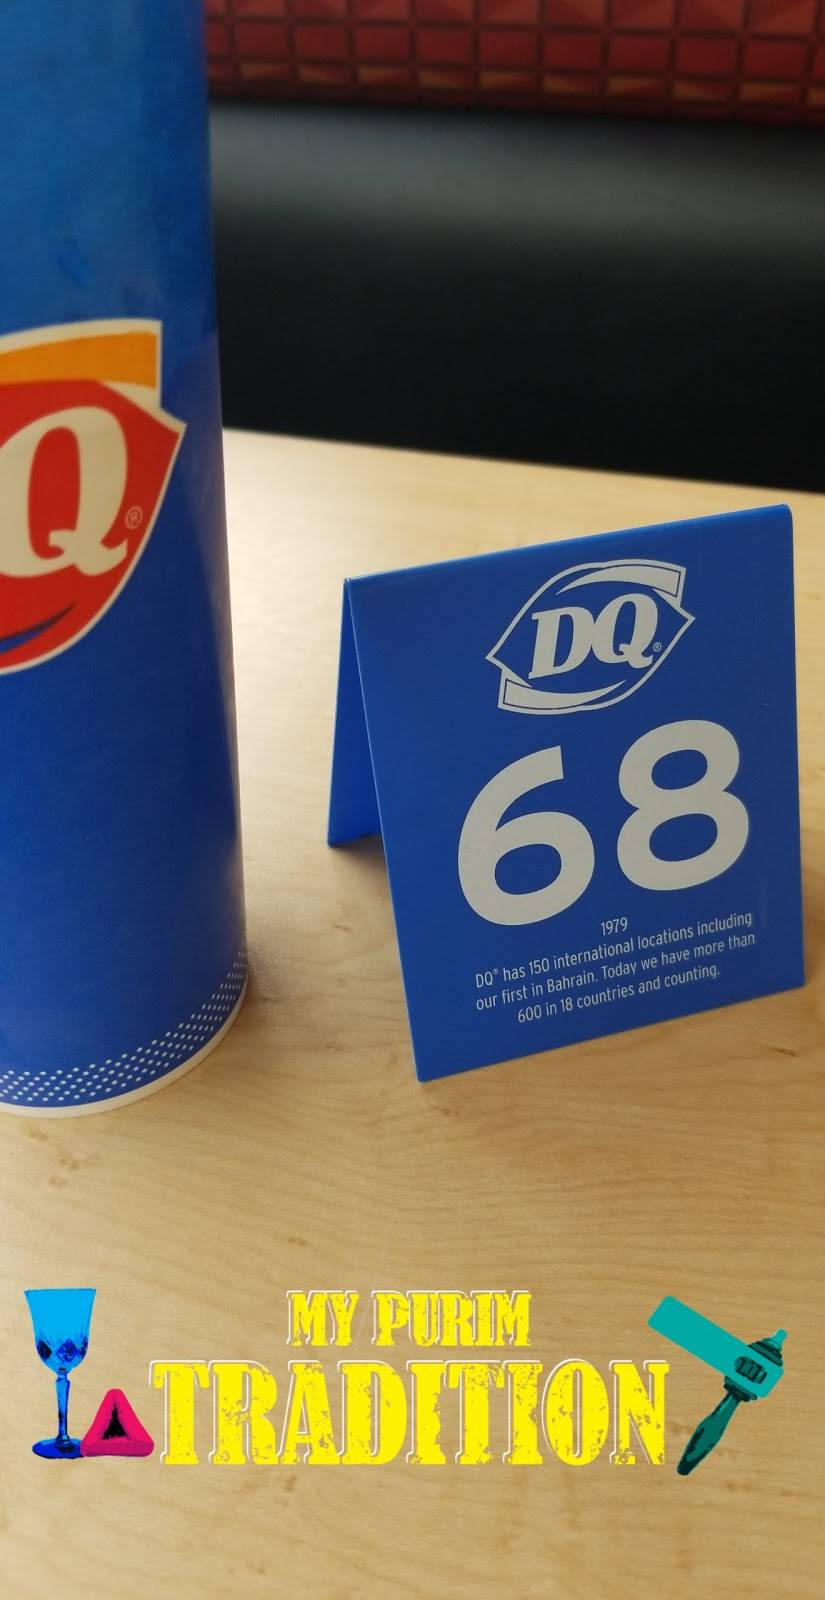 Q®
DQ®
68
1979
DQ® has 150 international locations including
our first in Bahrain. Today we have more than
600 in 18 countries and counting.
MY PURIM
TRADITION